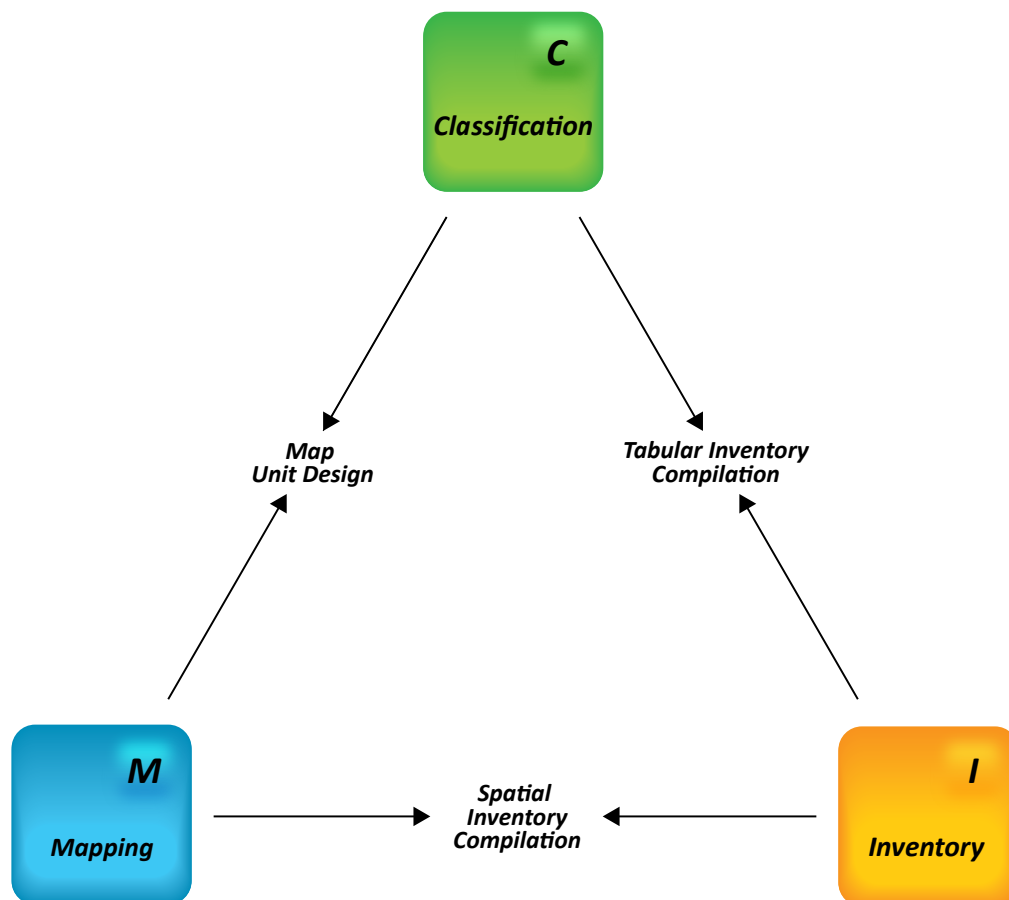 C
Classification
Map
Unit Design
Tabular Inventory
Compilation
M
Mapping
Spatial
Inventory
Compilation
I
Inventory